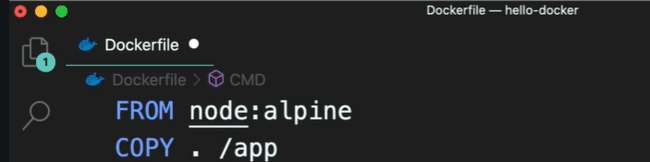 Dockerfile — hello-docker
Dockerfile
1
Dockerfile > CMD
FROM node:alpine
COPY . /app